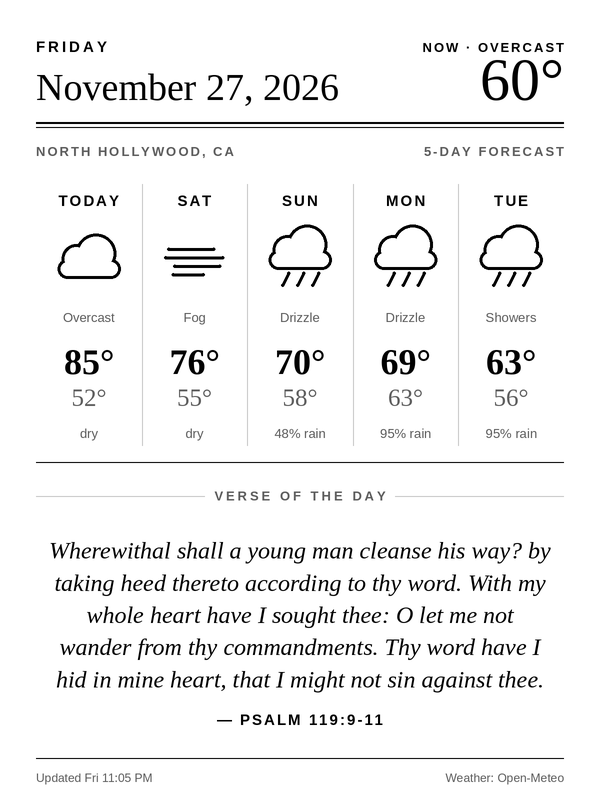 FRIDAY
NOW · OVERCAST
November 27, 2026
60°
NORTH HOLLYWOOD, CA
5-DAY FORECAST
TODAY SAT SUN MON TUE
Overcast Fog Drizzle Drizzle Showers
85° 76° 70° 69° 63°
52° 55° 58° 63° 56°
dry dry 48% rain 95% rain 95% rain
VERSE OF THE DAY
Wherewithal shall a young man cleanse his way? by
taking heed thereto according to thy word. With my
whole heart have I sought thee: O let me not
wander from thy commandments. Thy word have I
hid in mine heart, that I might not sin against thee.
— PSALM 119:9-11
Updated Fri 11:05 PM
Weather: Open-Meteo